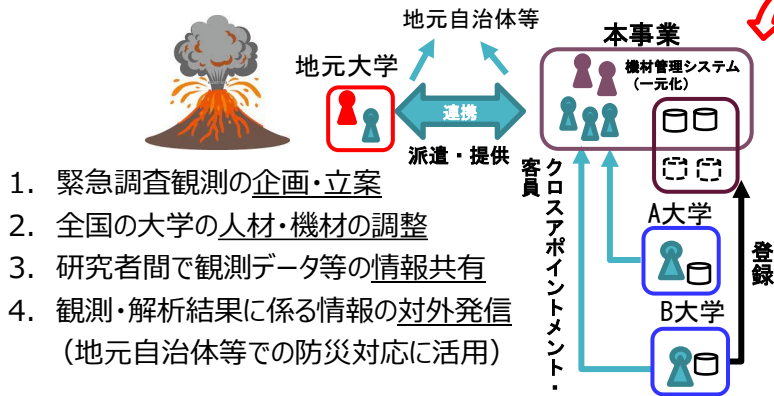 地元自治体等
本事業
地元大学
機材管理システム
(一元化)
連携
派遣・提供
クロスアポイントメント・
客員
A大学
登録
B大学
1. 緊急調査観測の企画・立案
2. 全国の大学の人材・機材の調整
3. 研究者間で観測データ等の情報共有
4. 観測・解析結果に係る情報の対外発信
(地元自治体等での防災対応に活用)